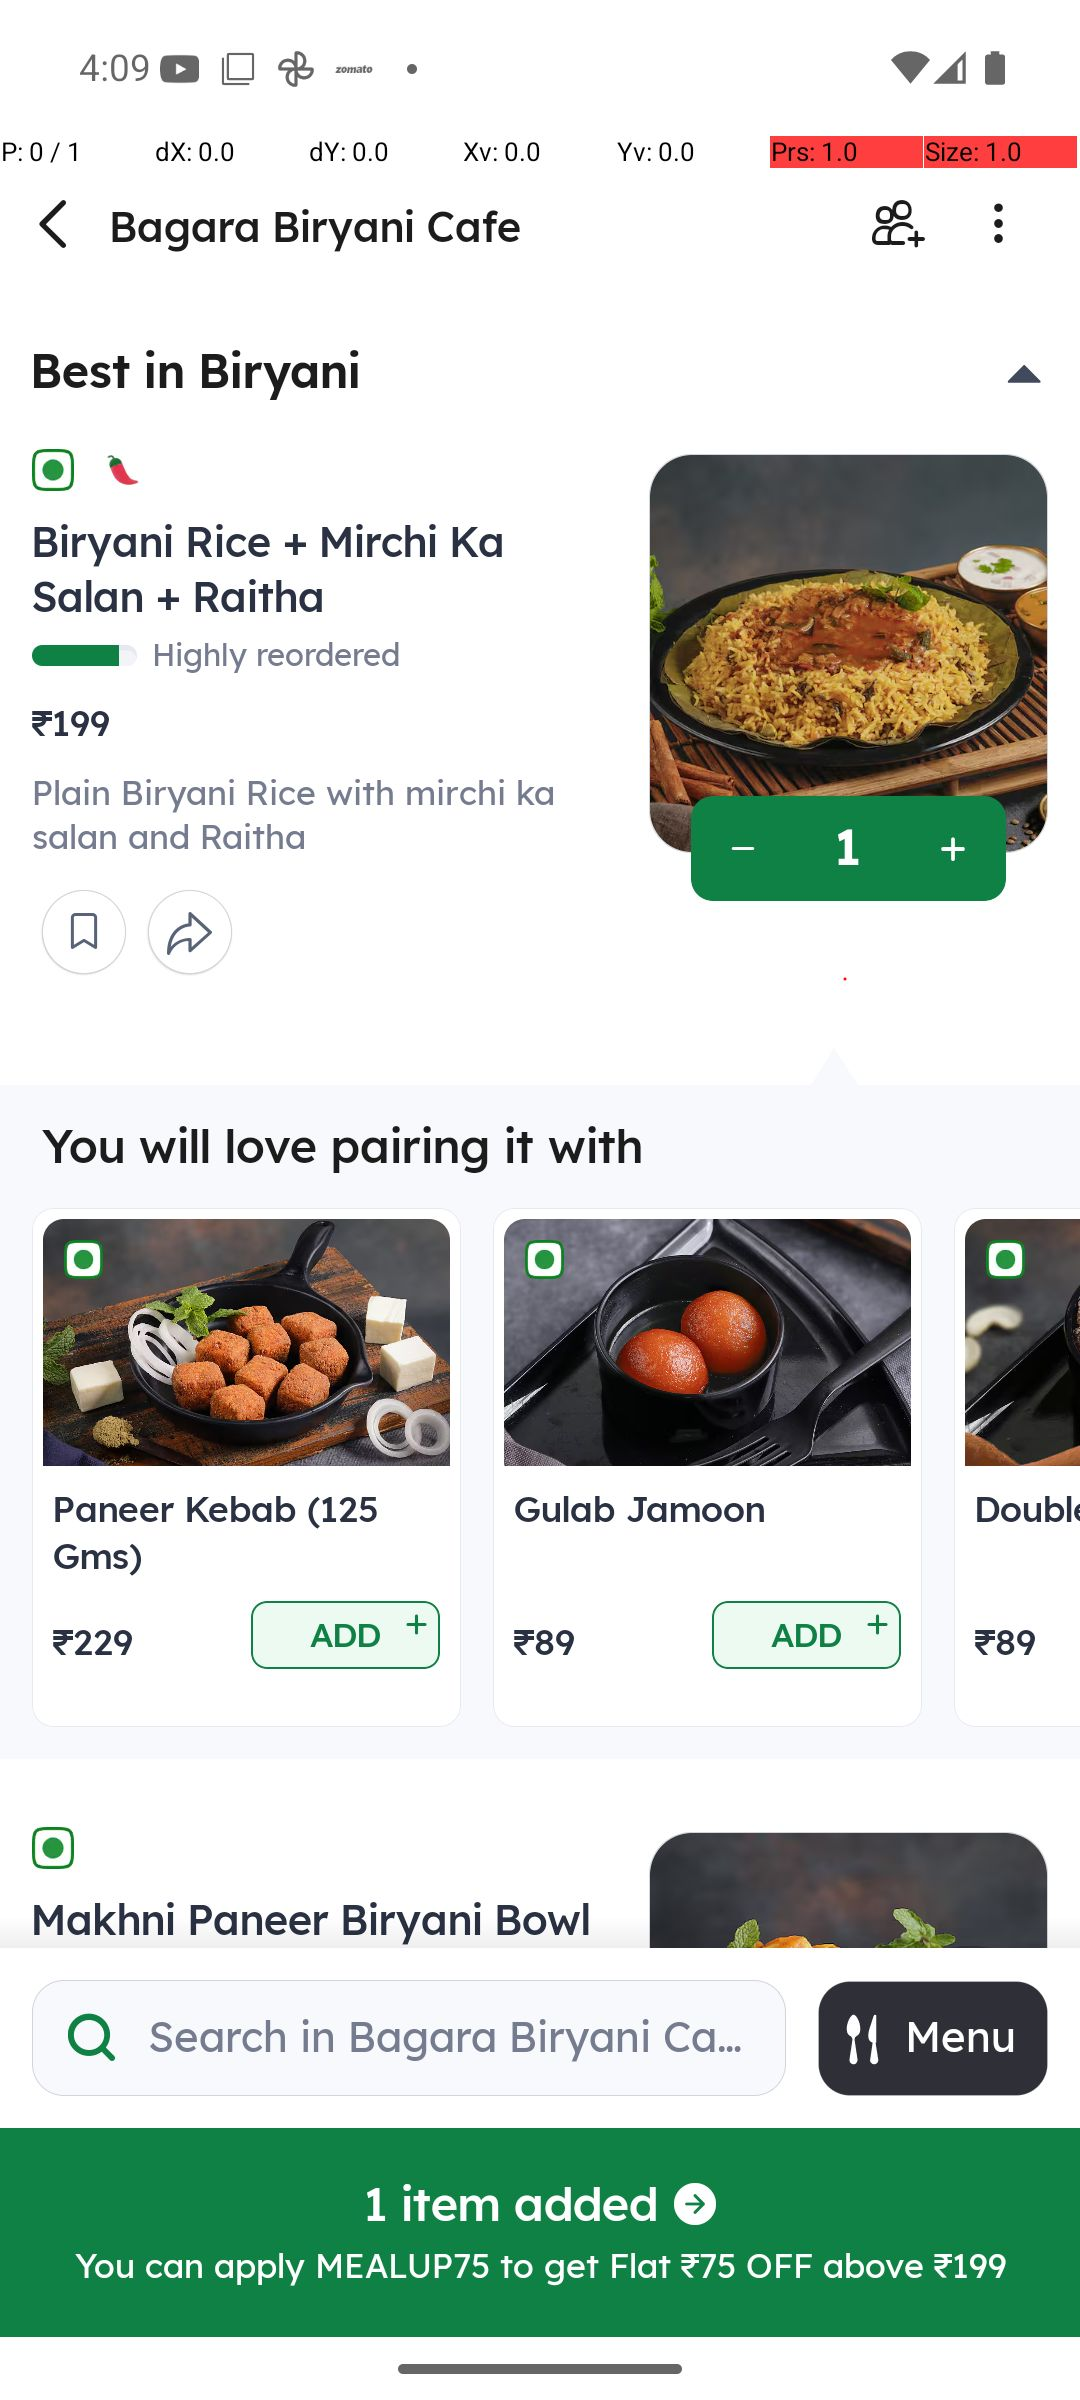 4:09
zomato
P: 0 / 1 dX: 0.0 dY: 0.0 Xv: 0.0 Yv: 0.0 Prs: 1.0 Size: 1.0
Bagara Biryani Cafe
Best in Biryani
Biryani Rice + Mirchi Ka
Salan + Raitha
Highly reordered
₹199
Plain Biryani Rice with mirchi ka
salan and Raitha
1
You will love pairing it with
Paneer Kebab (125
Gms)
₹229 ADD
Gulab Jamoon
₹89 ADD
Double
₹89
Makhni Paneer Biryani Bowl
Search in Bagara Biryani Ca...
Menu
1 item added
You can apply MEALUP75 to get Flat ₹75 OFF above ₹199